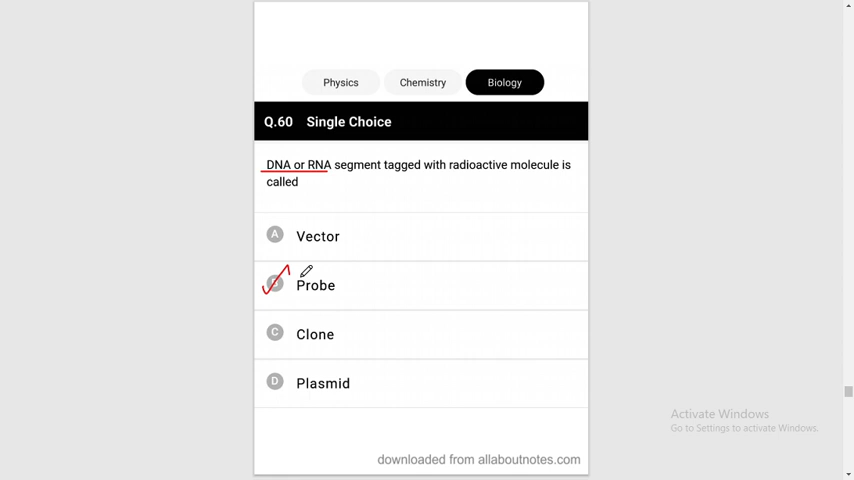 Physics Chemistry Biology
Q.60 Single Choice
DNA or RNA segment tagged with radioactive molecule is
called
A Vector
Probe
C Clone
D Plasmid
Activate Windows
Go to Settings to activate Windows.
downloaded from allaboutnotes.com